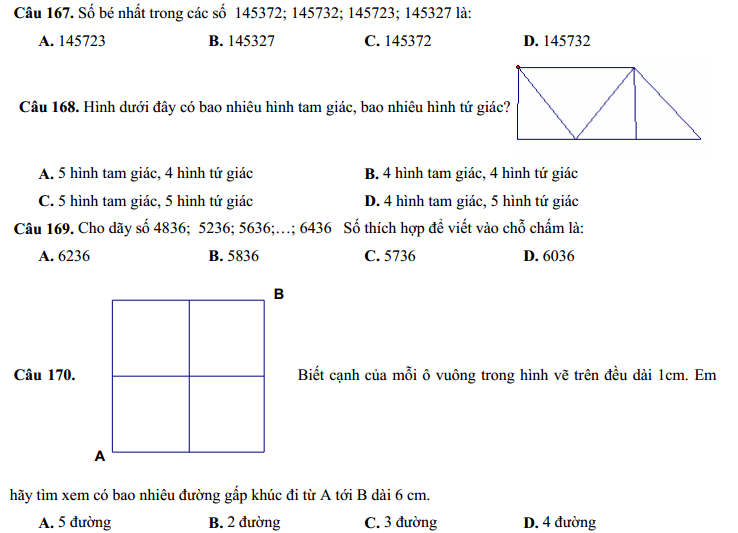 Câu 167. Số bé nhất trong các số 145372; 145732; 145723; 145327 là:
A. 145723 B. 145327 C. 145372 D. 145732
Câu 168. Hình dưới đây có bao nhiêu hình tam giác, bao nhiêu hình tứ giác?
A. 5 hình tam giác, 4 hình tứ giác B. 4 hình tam giác, 4 hình tứ giác
C. 5 hình tam giác, 5 hình tứ giác D. 4 hình tam giác, 5 hình tứ giác
Câu 169. Cho dãy số 4836; 5236; 5636;...; 6436 Số thích hợp để viết vào chỗ chấm là:
A. 6236 B. 5836 C. 5736 D. 6036
B
Câu 170. Biết cạnh của mỗi ô vuông trong hình vẽ trên đều dài 1cm. Em
A
hãy tìm xem có bao nhiêu đường gấp khúc đi từ A tới B dài 6 cm.
A. 5 đường B. 2 đường C. 3 đường D. 4 đường